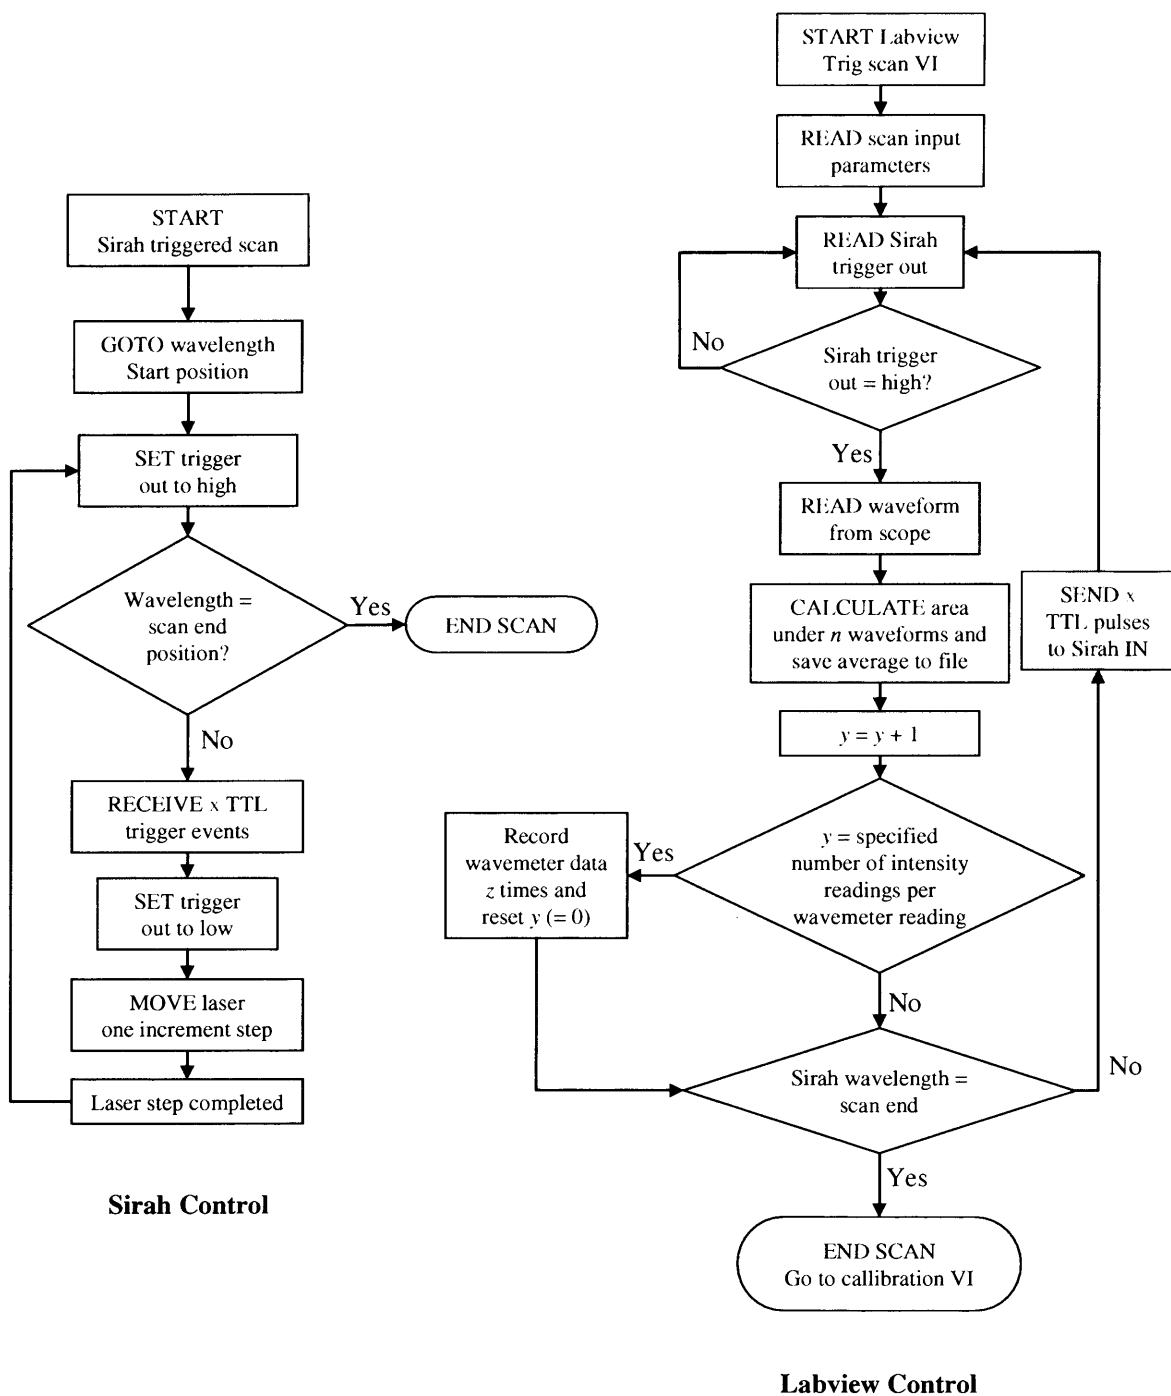 START
Sirah triggered scan
GOTO wavelength
Start position
SET trigger
out to high
Wavelength =
scan end
position?
Yes
END SCAN
No
RECEIVE x TTL
trigger events
SET trigger
out to low
MOVE laser
one increment step
Laser step completed
Sirah Control
START Labview
Trig scan VI
READ scan input
parameters
READ Sirah
trigger out
No
Sirah trigger
out = high?
Yes
READ waveform
from scope
CALCULATE area
under n waveforms and
save average to file
y = y + 1
y = specified
number of intensity
readings per
wavemeter reading
Yes
Record
wavemeter data
z times and
reset y (= 0)
No
Sirah wavelength =
scan end
No
SEND x
TTL pulses
to Sirah IN
Yes
END SCAN
Go to callibration VI
Labview Control